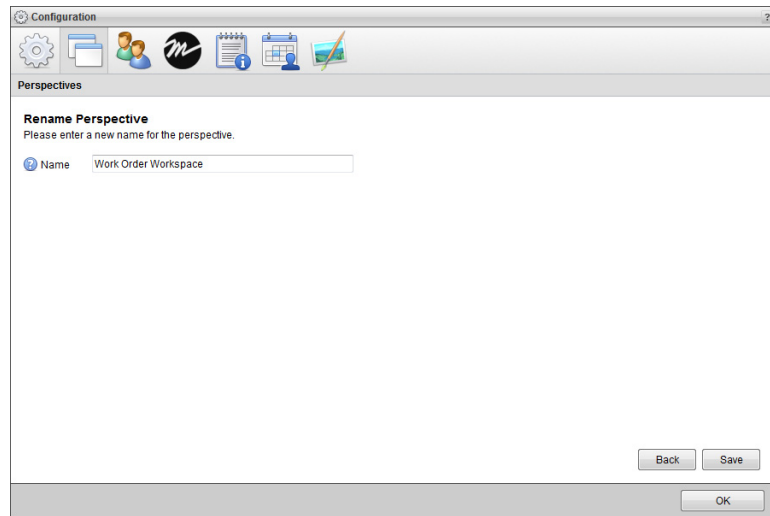 Configuration
?
Perspectives
Rename Perspective
Please enter a new name for the perspective.
? Name Work Order Workspace
Back Save
OK